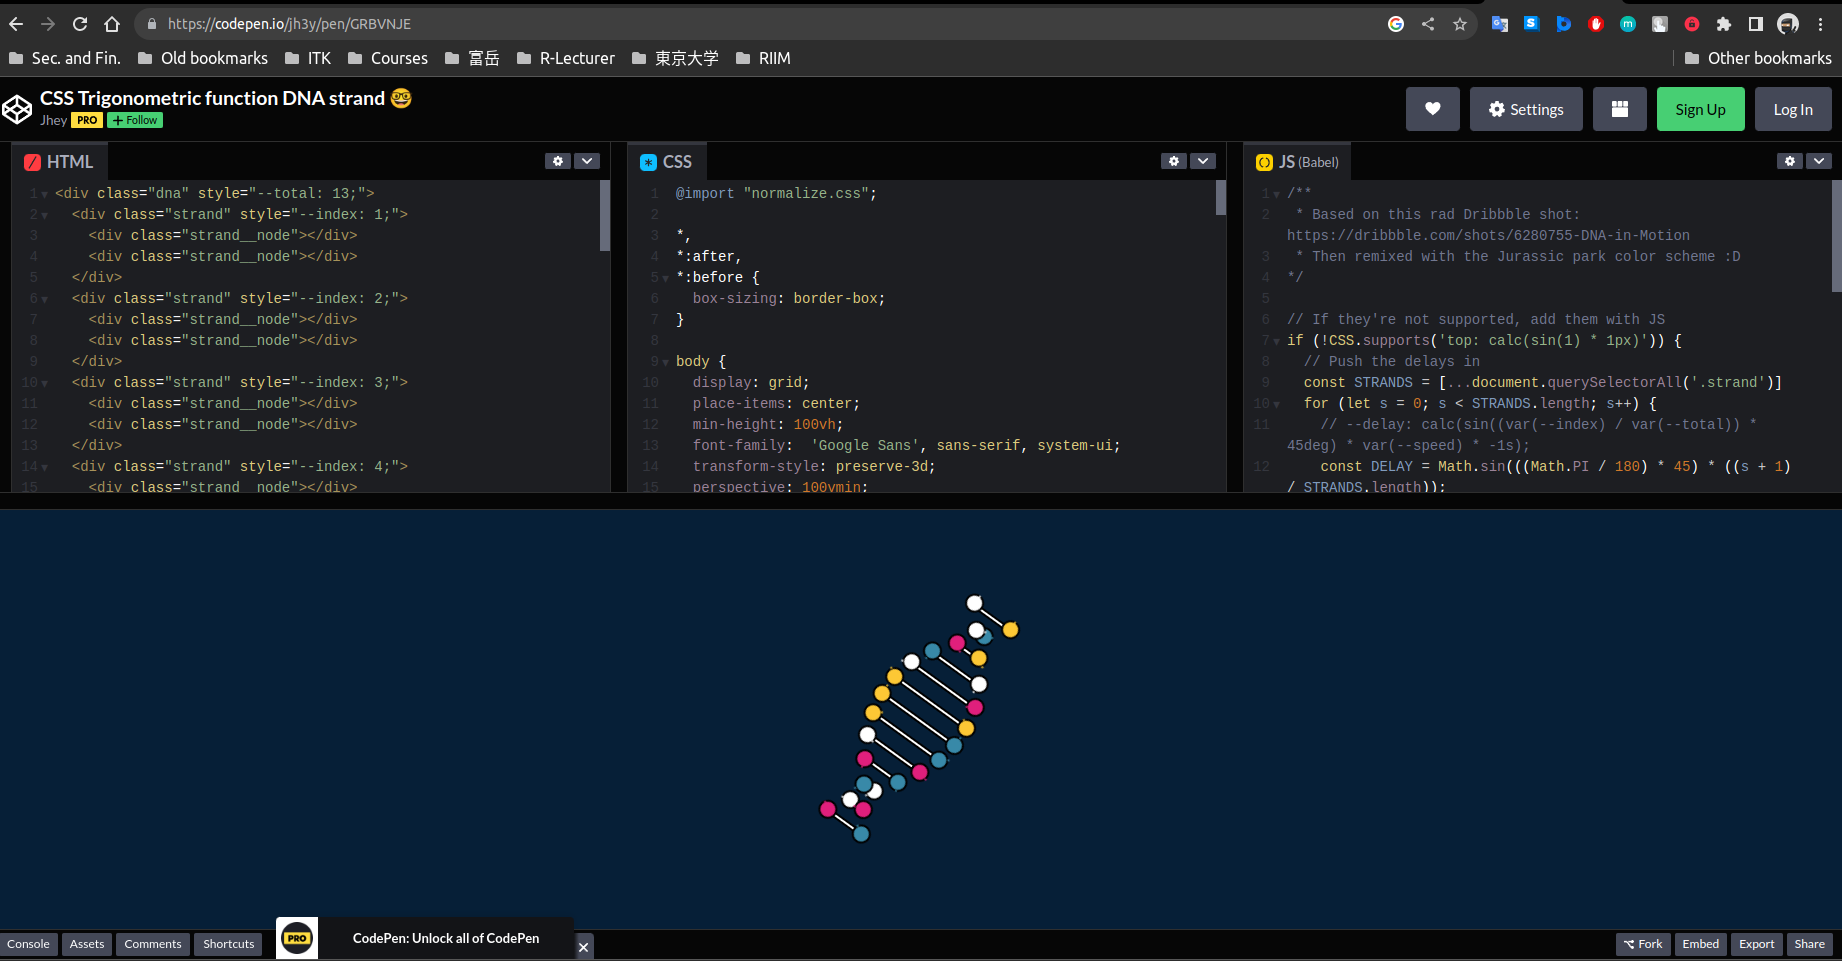 https://codepen.io/jh3y/pen/GRBVNJE
Sec. and Fin. Old bookmarks ITK Courses 富岳 R-Lecturer 東京大学 RIIM Other bookmarks
CSS Trigonometric function DNA strand 🤓
Jhey PRO + Follow
Settings Sign Up Log In
HTML
1 <div class="dna" style="--total: 13;">
2 <div class="strand" style="--index: 1;">
3 <div class="strand__node"></div>
4 <div class="strand__node"></div>
5 </div>
6 <div class="strand" style="--index: 2;">
7 <div class="strand__node"></div>
8 <div class="strand__node"></div>
9 </div>
10 <div class="strand" style="--index: 3;">
11 <div class="strand__node"></div>
12 <div class="strand__node"></div>
13 </div>
14 <div class="strand" style="--index: 4;">
15 <div class="strand__node"></div>
CSS
1 @import "normalize.css";
2
3 *,
4 *:after,
5 *:before {
6 box-sizing: border-box;
7 }
8
9 body {
10 display: grid;
11 place-items: center;
12 min-height: 100vh;
13 font-family:  'Google Sans', sans-serif, system-ui;
14 transform-style: preserve-3d;
15 perspective: 100vmin;
JS (Babel)
1 /**
2 * Based on this rad Dribbble shot:
https://dribbble.com/shots/6280755-DNA-in-Motion
3 * Then remixed with the Jurassic park color scheme :D
4 */
5
6 // If they're not supported, add them with JS
7 if (!CSS.supports('top: calc(sin(1) * 1px)')) {
8 // Push the delays in
9 const STRANDS = [...document.querySelectorAll('.strand')]
10 for (let s = 0; s < STRANDS.length; s++) {
11 // --delay: calc(sin((var(--index) / var(--total)) *
45deg) * var(--speed) * -1s);
12 const DELAY = Math.sin(((Math.PI / 180) * 45) * ((s + 1)
/ STRANDS.length));
Console Assets Comments Shortcuts
PRO
CodePen: Unlock all of CodePen
Fork Embed Export Share